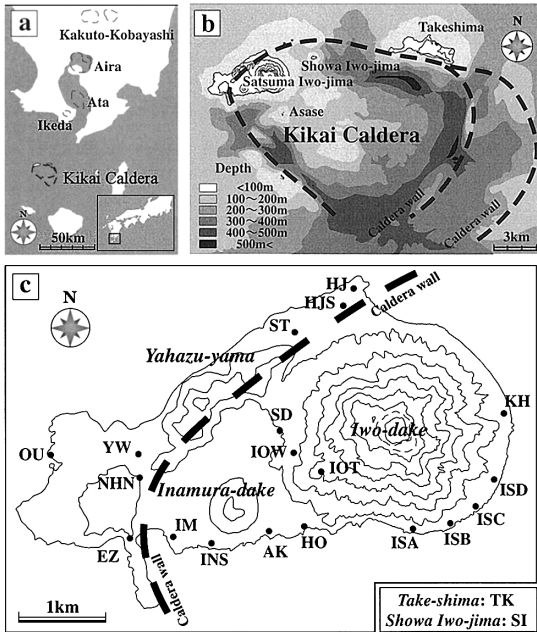 a
Kakuto-Kobayashi
Aira
Ata
Ikeda
Kikai Caldera
N
50km
b
Takeshima
N
Showa Iwo-jima
Satsuma Iwo-jima
Asase
Kikai Caldera
Depth
<100m
100～200m
200～300m
300～400m
400～500m
500m<
Caldera wall
Caldera wall
3km
c
N
HJ
HJS
Caldera wall
ST
Yahazu-yama
KH
SD
Iwo-dake
OU
YW
IOW
IOT
NHN
Inamura-dake
ISD
ISC
IM
ISB
EZ
INS
AK
HO
ISA
Caldera wall
1km
Take-shima: TK
Showa Iwo-jima: SI